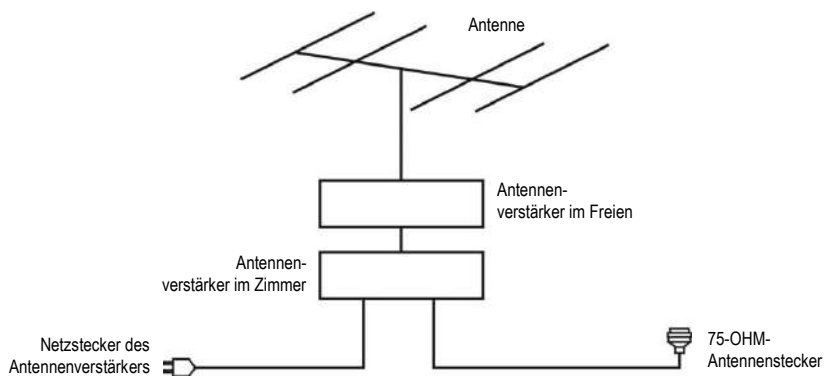 Antenne
Antennen-
verstärker im Freien
Antennen-
verstärker im Zimmer
Netzstecker des
Antennenverstärkers
75-OHM-
Antennenstecker